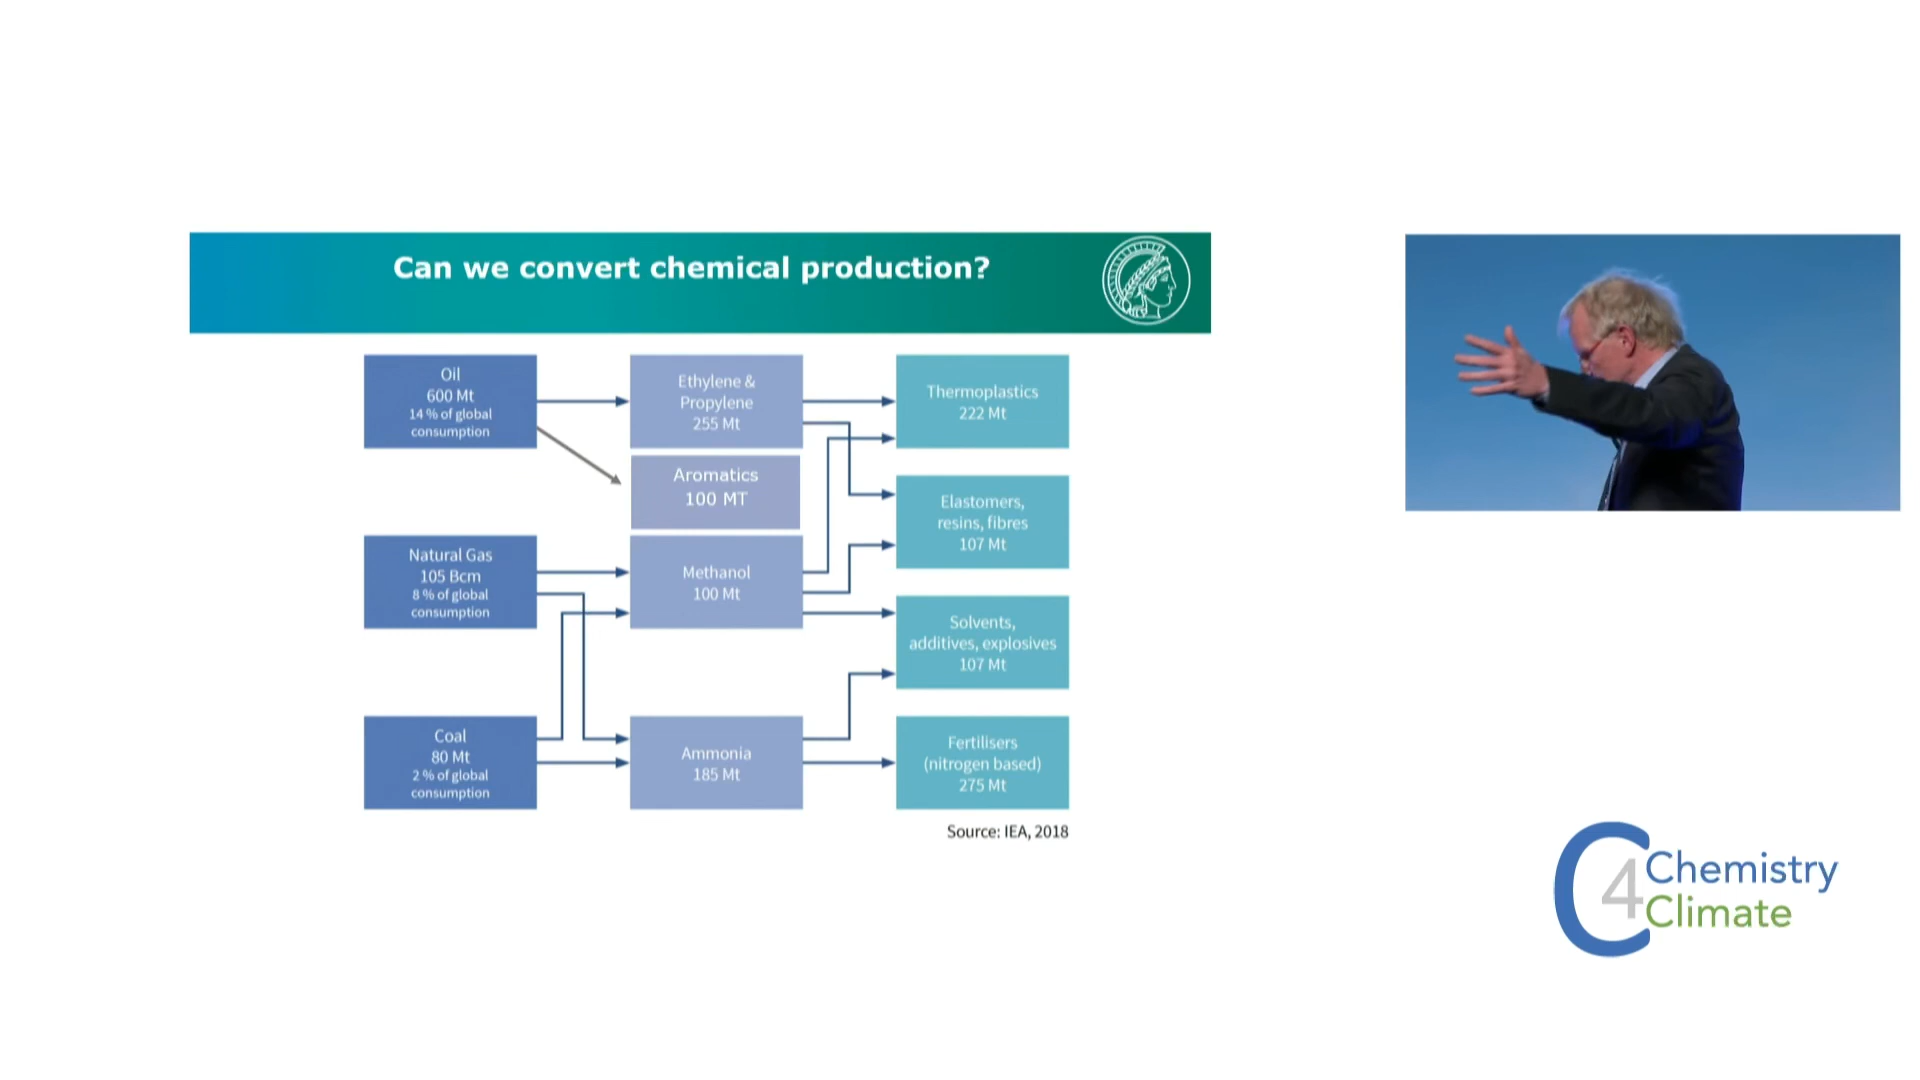 Can we convert chemical production?
Oil
600 Mt
14 % of global
consumption
Ethylene &
Propylene
255 Mt
Thermoplastics
222 Mt
Aromatics
100 MT
Elastomers,
resins, fibres
107 Mt
Natural Gas
105 Bcm
8 % of global
consumption
Methanol
100 Mt
Solvents,
additives, explosives
107 Mt
Coal
80 Mt
2 % of global
consumption
Ammonia
185 Mt
Fertilisers
(nitrogen based)
275 Mt
Source: IEA, 2018
C4 Chemistry
Climate